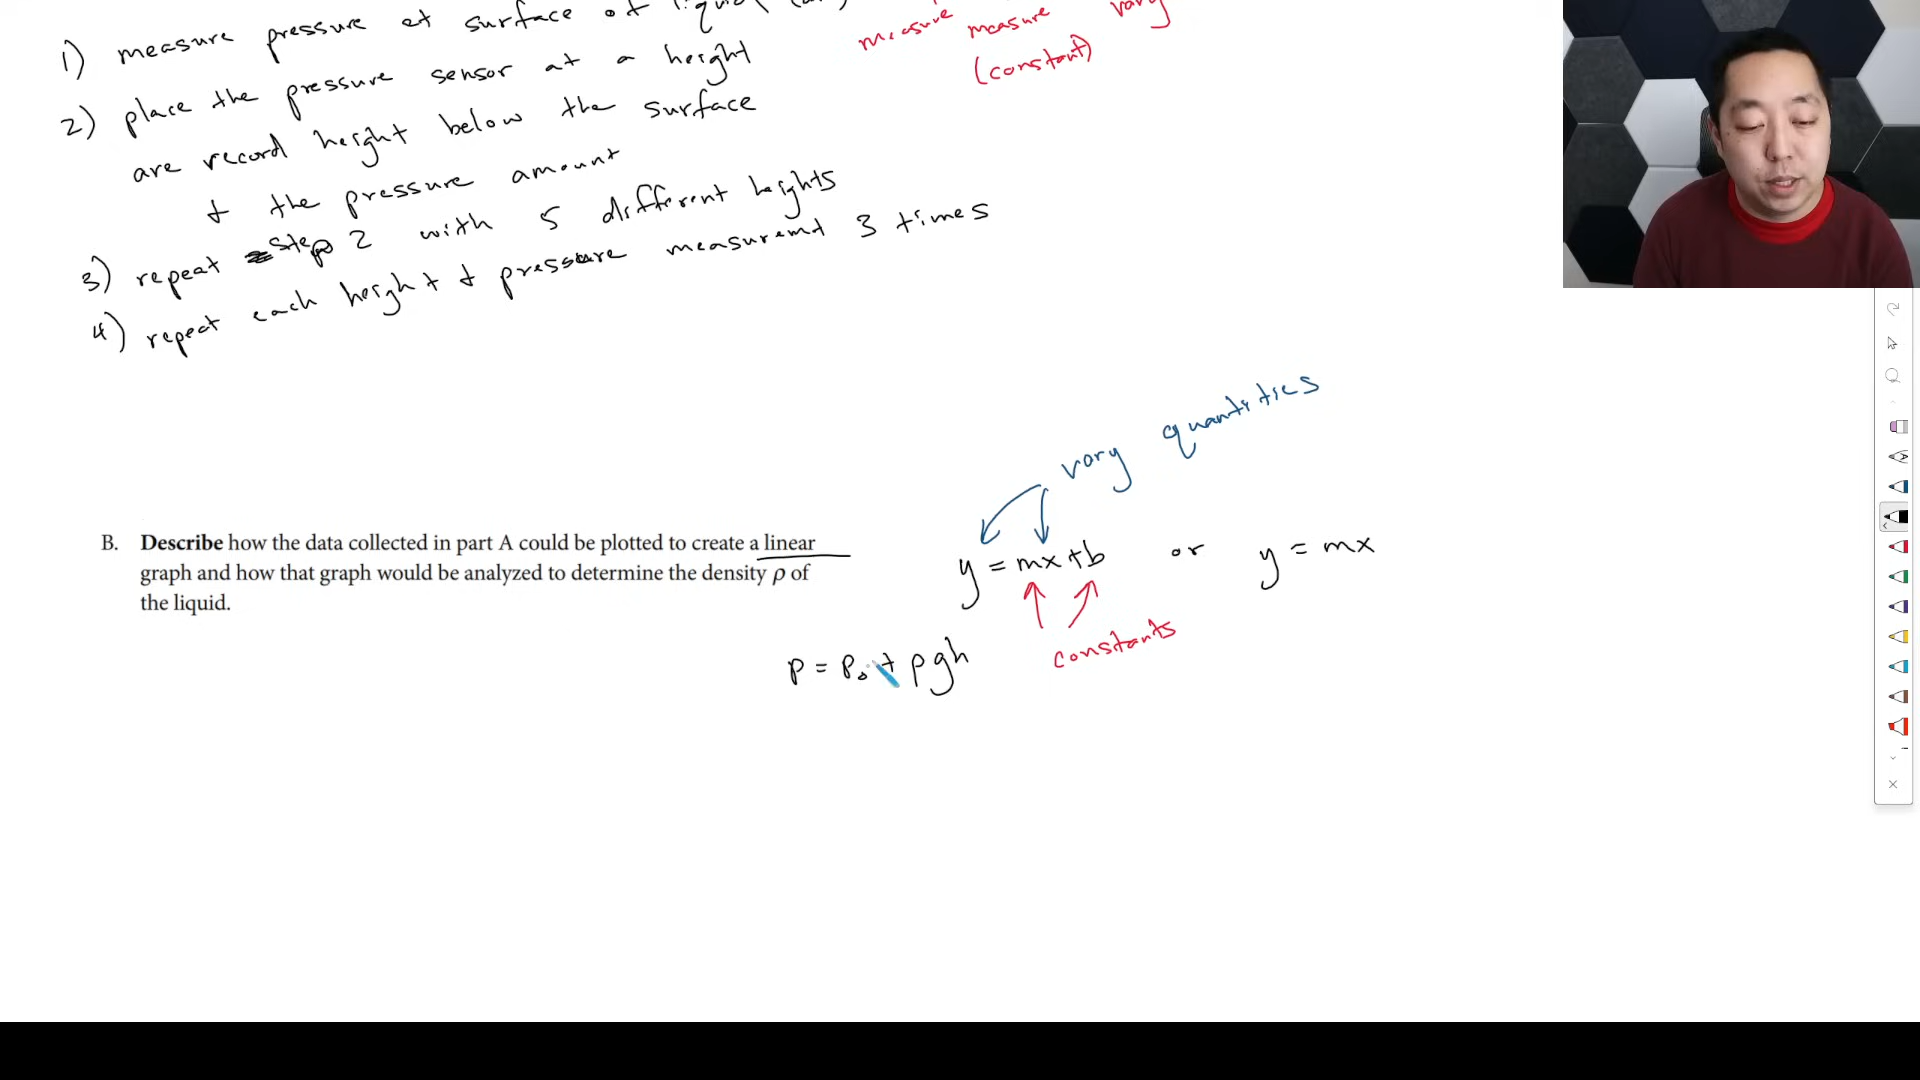 1) measure pressure at surface of
measure measure vary
(constant)
2) place the pressure sensor at a height
are record height below the surface
+ the pressure amount
3) repeat step 2 with 5 different heights
4) repeat each height + pressure measuremt 3 times
vary quantities
B. Describe how the data collected in part A could be plotted to create a linear
graph and how that graph would be analyzed to determine the density ρ of
the liquid.
y = mx+b or y = mx
constants
P = P₀ + ρgh